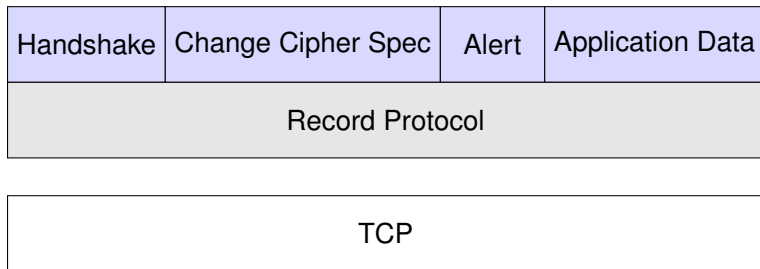 Handshake Change Cipher Spec Alert Application Data
Record Protocol
TCP